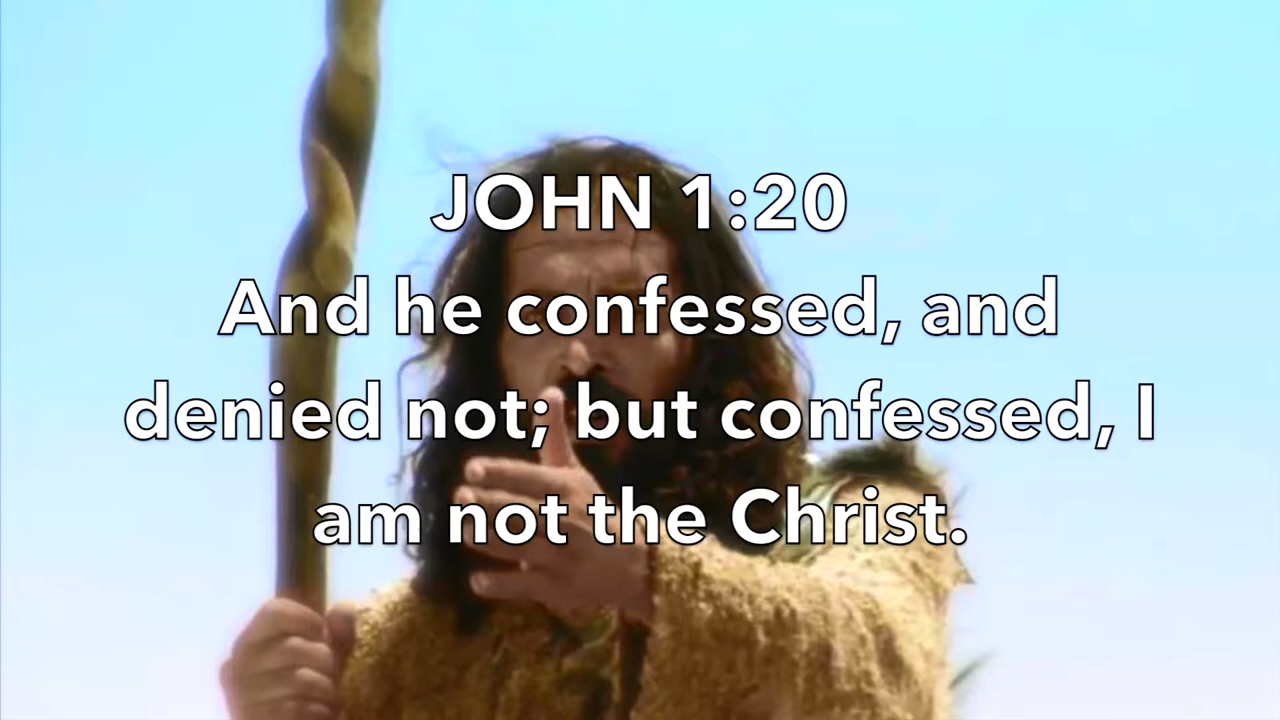 JOHN 1:20
And he confessed, and
denied not; but confessed, I
am not the Christ.